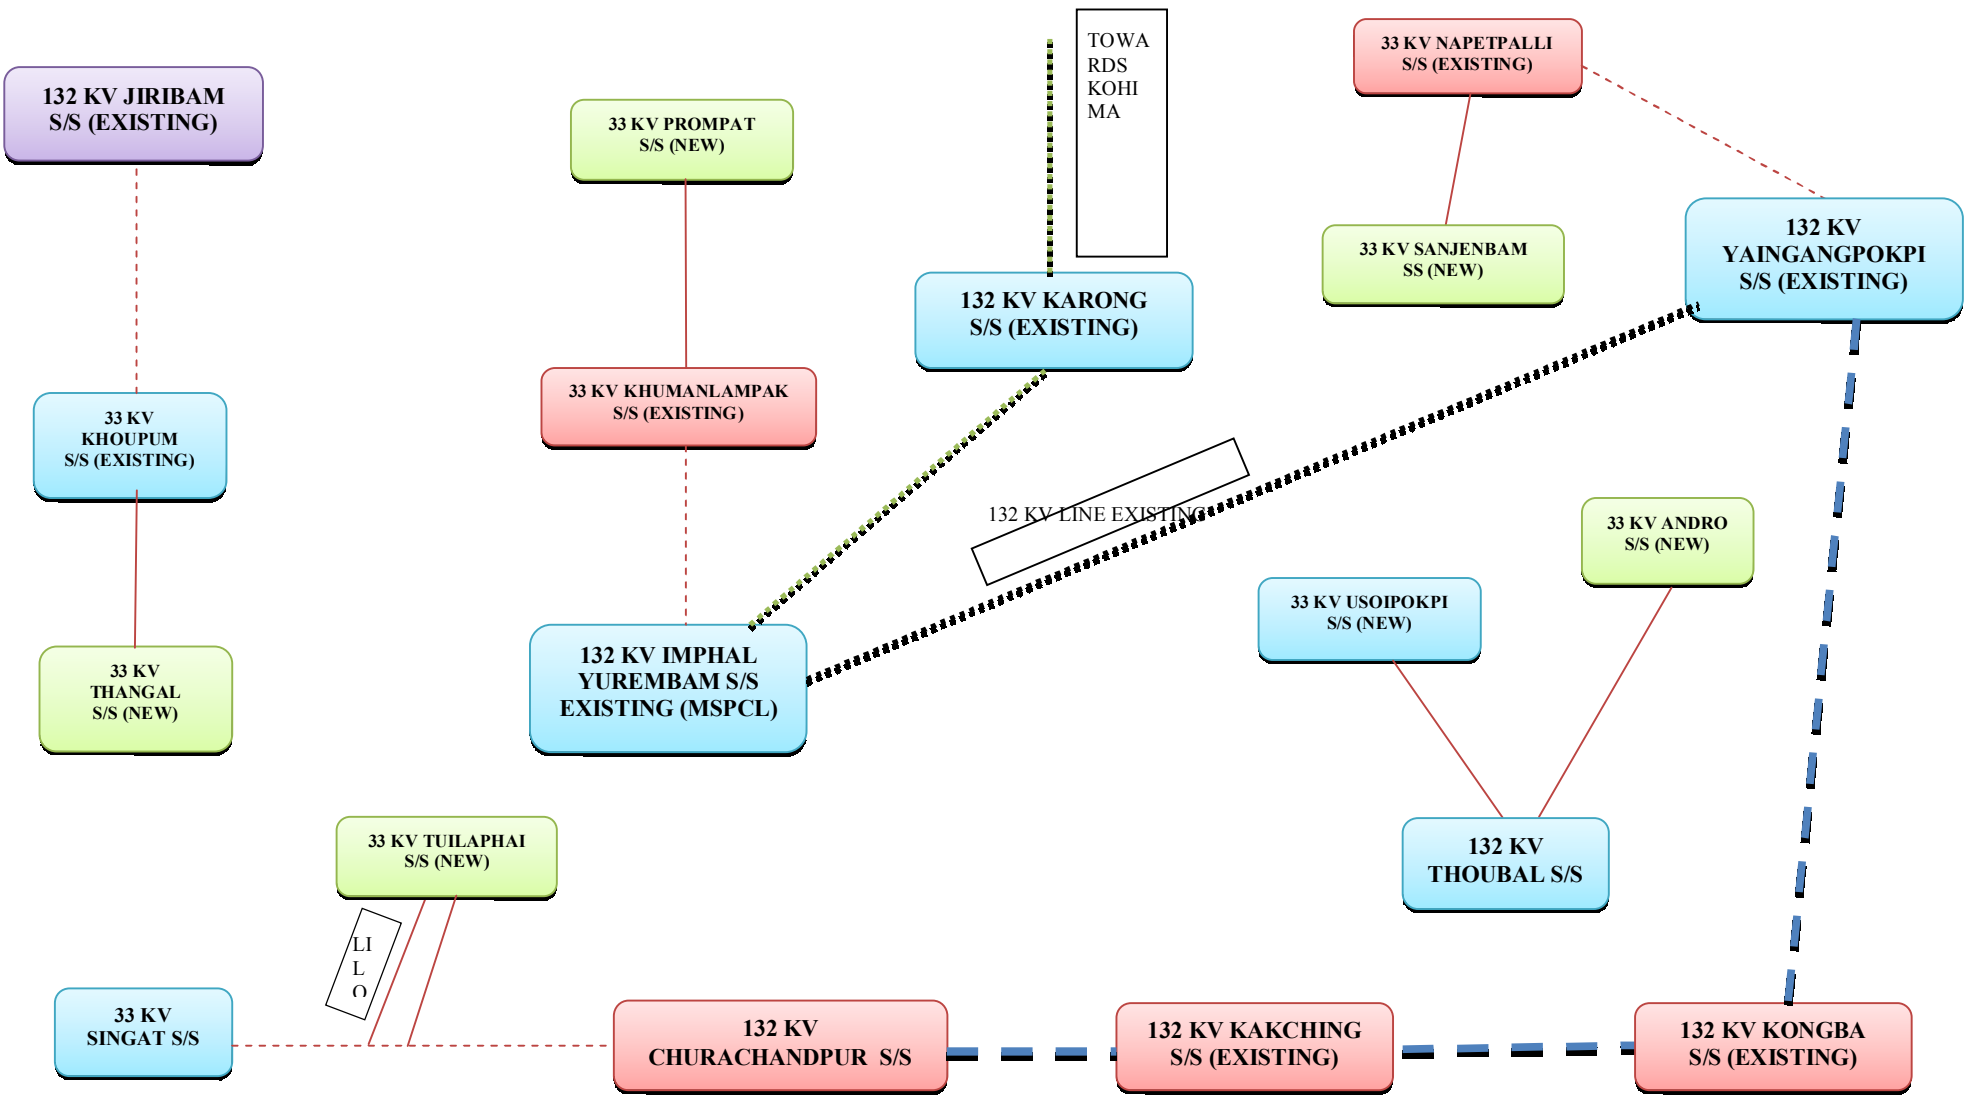 TOWA
RDS
KOHI
MA
33 KV NAPETPALLI
S/S (EXISTING)
132 KV JIRIBAM
S/S (EXISTING)
33 KV PROMPAT
S/S (NEW)
132 KV
YAINGANGPOKPI
S/S (EXISTING)
33 KV SANJENBAM
SS (NEW)
132 KV KARONG
S/S (EXISTING)
33 KV KHUMANLAMPAK
S/S (EXISTING)
33 KV
KHOUPUM
S/S (EXISTING)
132 KV LINE EXISTING
33 KV ANDRO
S/S (NEW)
33 KV USOIPOKPI
S/S (NEW)
33 KV
THANGAL
S/S (NEW)
132 KV IMPHAL
YUREMBAM S/S
EXISTING (MSPCL)
33 KV TUILAPHAI
S/S (NEW)
132 KV
THOUBAL S/S
LI
L
O
33 KV
SINGAT S/S
132 KV
CHURACHANDPUR  S/S
132 KV KAKCHING
S/S (EXISTING)
132 KV KONGBA
S/S (EXISTING)